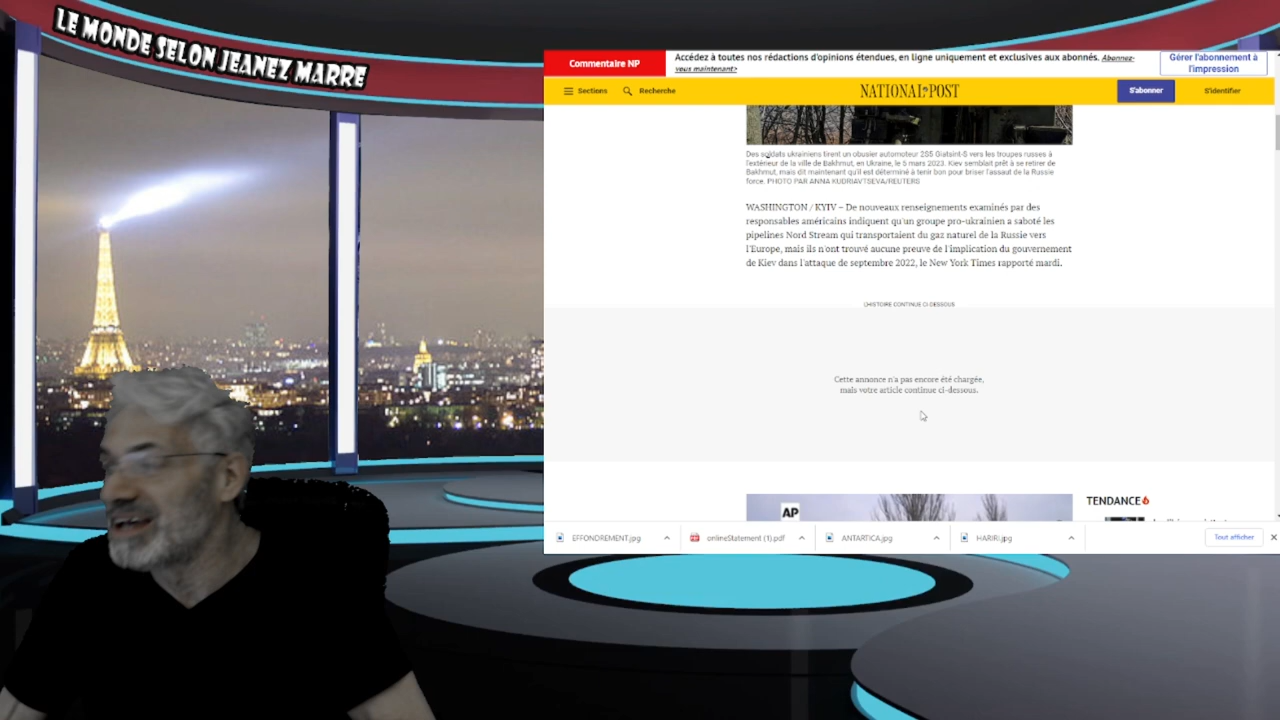 LE MONDE SELON JEANEZ MARRE
Commentaire NP
Accédez à toutes nos rédactions d'opinions étendues, en ligne uniquement et exclusives aux abonnés. Abonnez-
vous maintenant>
Gérer l'abonnement à
l'impression
Sections
Recherche
NATIONAL POST
S'abonner
S'identifier
Des soldats ukrainiens tirent un obusier automoteur 2S5 Giatsint-S vers les troupes russes à
l'extérieur de la ville de Bakhmut, en Ukraine, le 5 mars 2023. Kiev semblait prêt à se retirer de
Bakhmut, mais dit maintenant qu'il est déterminé à tenir bon pour briser l'assaut de la Russie
force. PHOTO PAR ANNA KUDRIAVTSEVA/REUTERS
WASHINGTON / KYIV – De nouveaux renseignements examinés par des
responsables américains indiquent qu'un groupe pro-ukrainien a saboté les
pipelines Nord Stream qui transportaient du gaz naturel de la Russie vers
l'Europe, mais ils n'ont trouvé aucune preuve de l'implication du gouvernement
de Kiev dans l'attaque de septembre 2022, le New York Times rapporté mardi.
L'HISTOIRE CONTINUE CI-DESSOUS
Cette annonce n'a pas encore été chargée,
mais votre article continue ci-dessous.
AP
TENDANCE
EFFONDREMENT.jpg
onlineStatement (1).pdf
ANTARTICA.jpg
HARIRI.jpg
Tout afficher